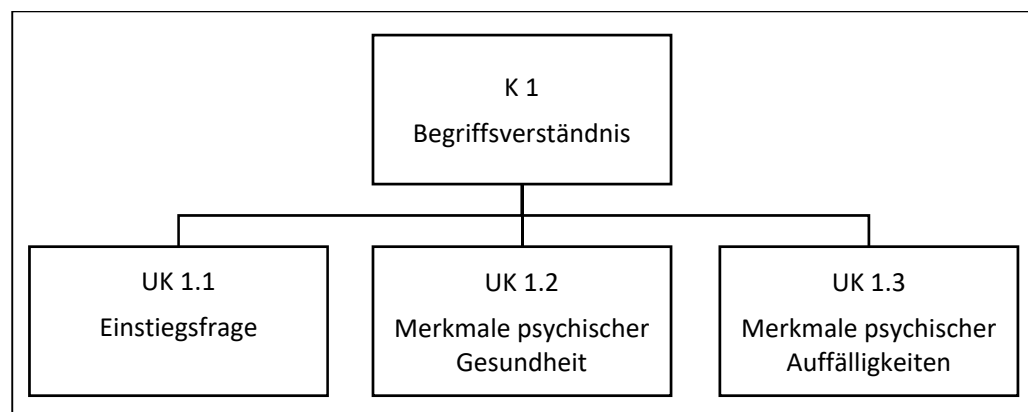 K 1
Begriffsverständnis
UK 1.1
Einstiegsfrage
UK 1.2
Merkmale psychischer
Gesundheit
UK 1.3
Merkmale psychischer
Auffälligkeiten